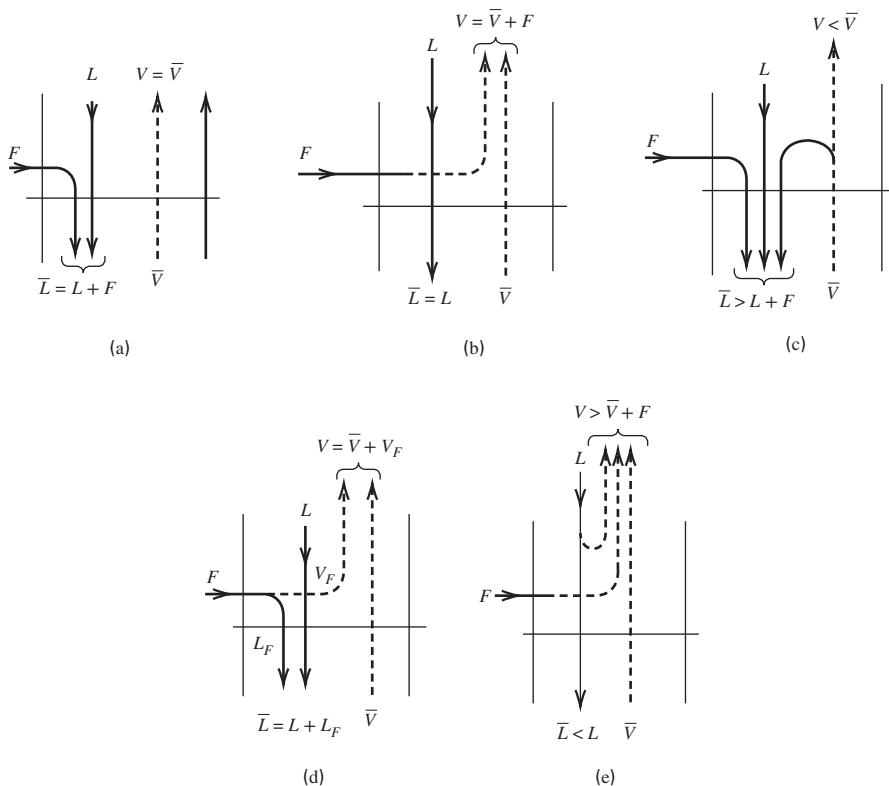 L
V = V̅
F
L̅ = L + F
V̅
(a)
V = V̅ + F
L
F
L̅ = L
V̅
(b)
V < V̅
L
F
L̅ > L + F
V̅
(c)
V = V̅ + V_F
L
F
V_F
L_F
L̅ = L + L_F
V̅
(d)
V > V̅ + F
L
F
L̅ < L
V̅
(e)